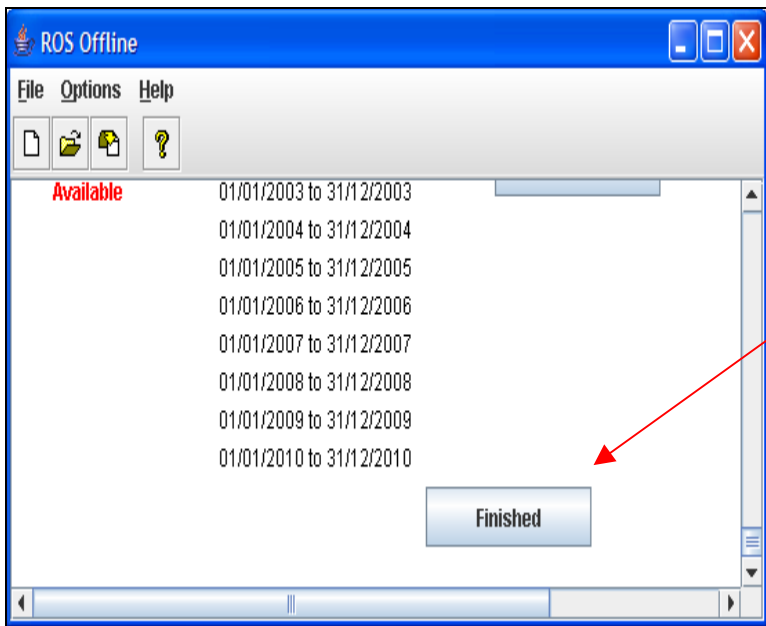 ROS Offline
File Options Help
Available 01/01/2003 to 31/12/2003
01/01/2004 to 31/12/2004
01/01/2005 to 31/12/2005
01/01/2006 to 31/12/2006
01/01/2007 to 31/12/2007
01/01/2008 to 31/12/2008
01/01/2009 to 31/12/2009
01/01/2010 to 31/12/2010
Finished